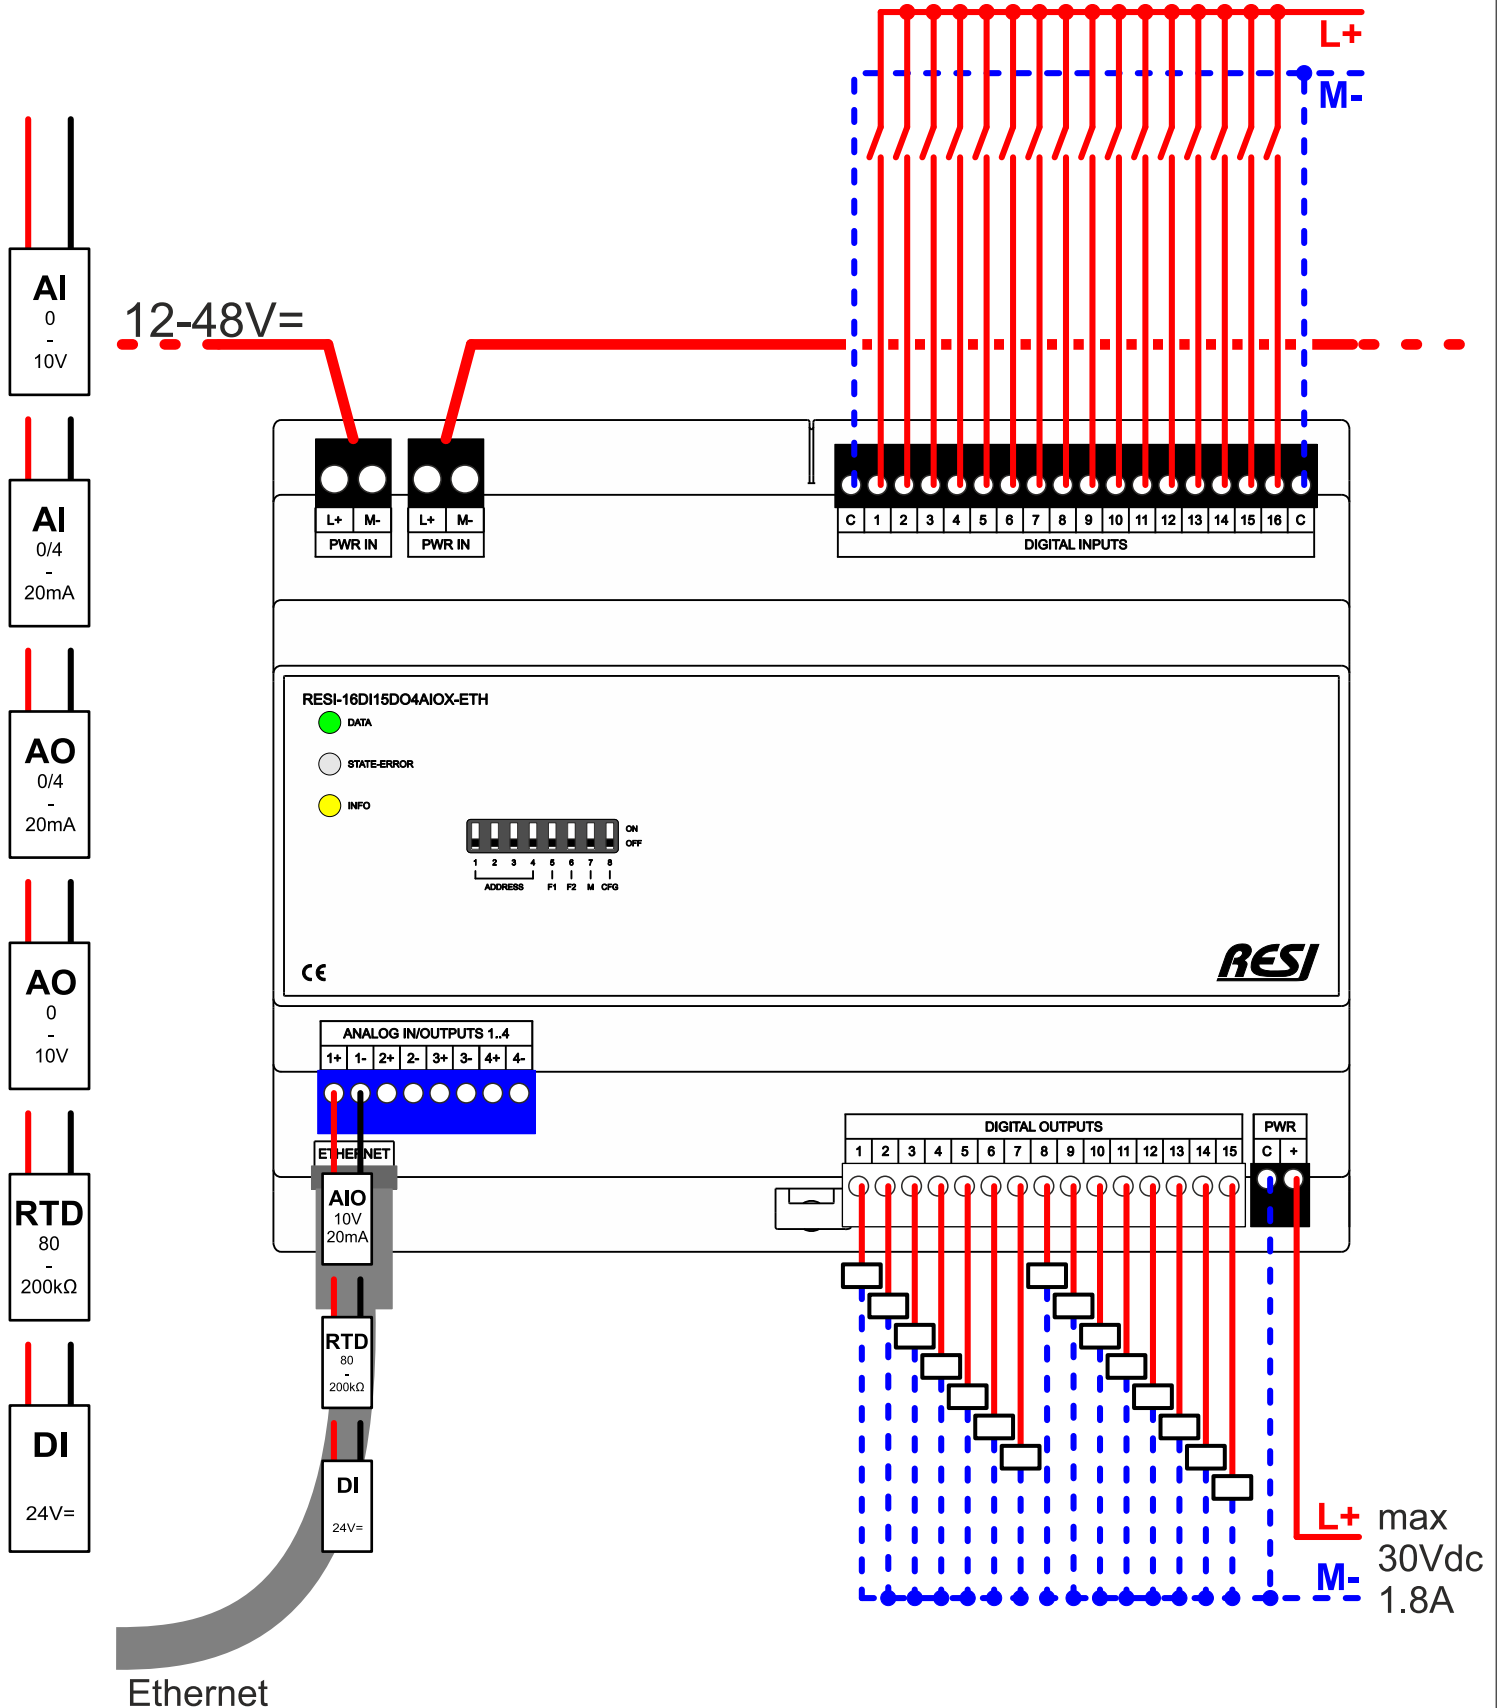 L+
M-
AI
0
-
10V
12-48V=
AI
0/4
-
20mA
L+ M-
PWR IN
L+ M-
PWR IN
C 1 2 3 4 5 6 7 8 9 10 11 12 13 14 15 16 C
DIGITAL INPUTS
AO
0/4
-
20mA
RESI-16DI15DO4AIOX-ETH
DATA
STATE-ERROR
INFO
ON
OFF
1 2 3 4 5 6 7 8
ADDRESS F1 F2 M CFG
CE
RESI
AO
0
-
10V
ANALOG IN/OUTPUTS 1..4
1+ 1- 2+ 2- 3+ 3- 4+ 4-
ETHERNET
DIGITAL OUTPUTS
1 2 3 4 5 6 7 8 9 10 11 12 13 14 15
PWR
C +
RTD
80
-
200kΩ
AIO
10V
20mA
RTD
80
-
200kΩ
DI
24V=
DI
24V=
L+ max
30Vdc
M- 1.8A
Ethernet